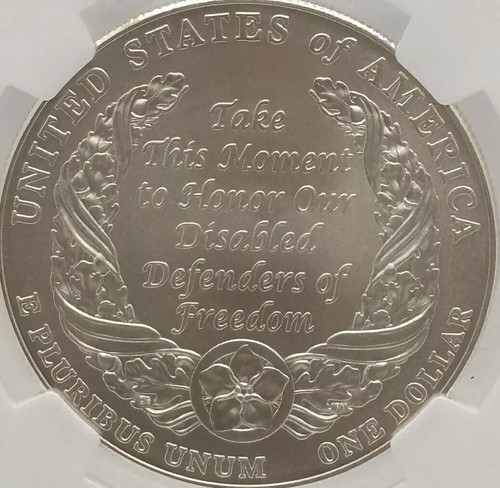 UNITED STATES of AMERICA
Take
This Moment
to Honor Our
Disabled
Defenders of
Freedom
E PLURIBUS UNUM
ONE DOLLAR